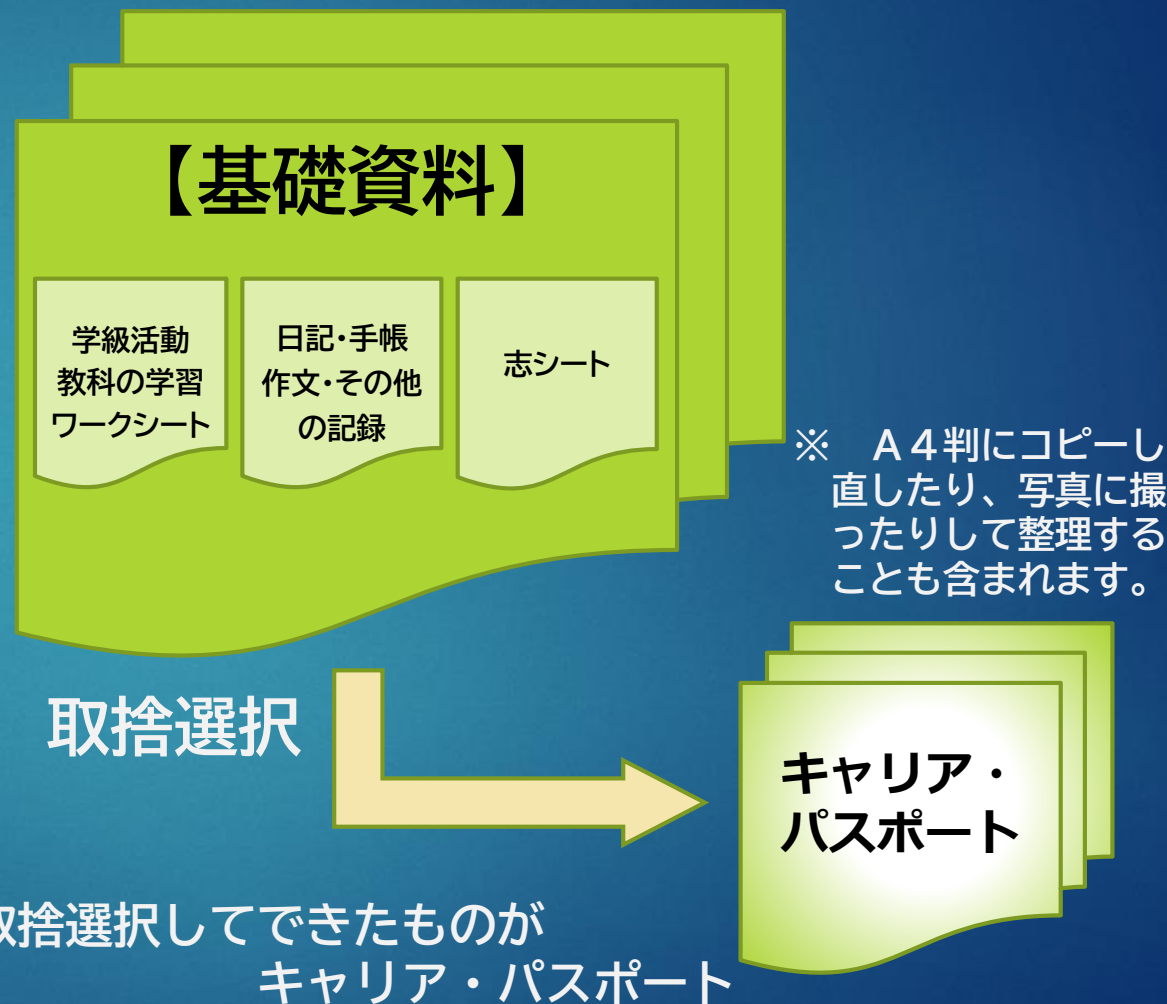 【基礎資料】
学級活動
教科の学習
ワークシート
日記・手帳
作文・その他
の記録
志シート
※　Ａ４判にコピーし
直したり、写真に撮
ったりして整理する
ことも含まれます。
取捨選択
キャリア・
パスポート
取捨選択してできたものが
キャリア・パスポート